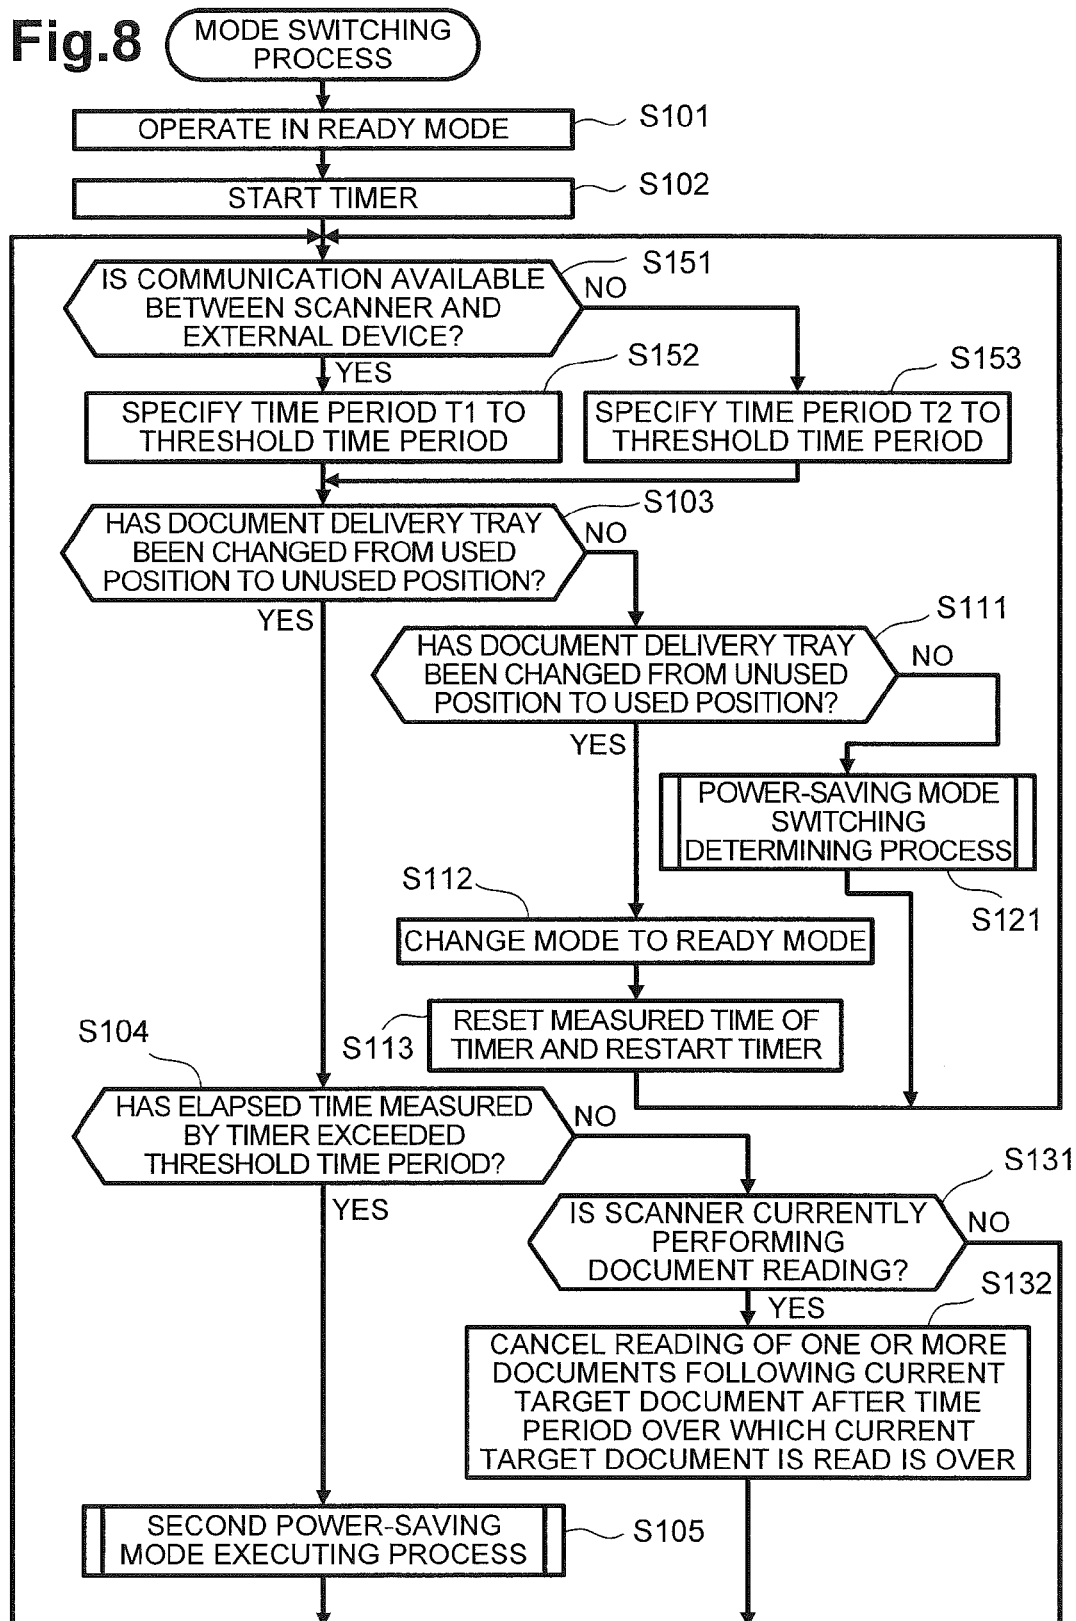 Fig.8
MODE SWITCHING
PROCESS
OPERATE IN READY MODE
S101
START TIMER
S102
IS COMMUNICATION AVAILABLE
BETWEEN SCANNER AND
EXTERNAL DEVICE?
S151
NO
YES
S152
S153
SPECIFY TIME PERIOD T1 TO
THRESHOLD TIME PERIOD
SPECIFY TIME PERIOD T2 TO
THRESHOLD TIME PERIOD
S103
HAS DOCUMENT DELIVERY TRAY
BEEN CHANGED FROM USED
POSITION TO UNUSED POSITION?
NO
YES
S111
HAS DOCUMENT DELIVERY TRAY
BEEN CHANGED FROM UNUSED
POSITION TO USED POSITION?
NO
YES
POWER-SAVING MODE
SWITCHING
DETERMINING PROCESS
S121
S112
CHANGE MODE TO READY MODE
S113
RESET MEASURED TIME OF
TIMER AND RESTART TIMER
S104
HAS ELAPSED TIME MEASURED
BY TIMER EXCEEDED
THRESHOLD TIME PERIOD?
NO
YES
S131
IS SCANNER CURRENTLY
PERFORMING
DOCUMENT READING?
NO
YES
S132
CANCEL READING OF ONE OR MORE
DOCUMENTS FOLLOWING CURRENT
TARGET DOCUMENT AFTER TIME
PERIOD OVER WHICH CURRENT
TARGET DOCUMENT IS READ IS OVER
SECOND POWER-SAVING
MODE EXECUTING PROCESS
S105